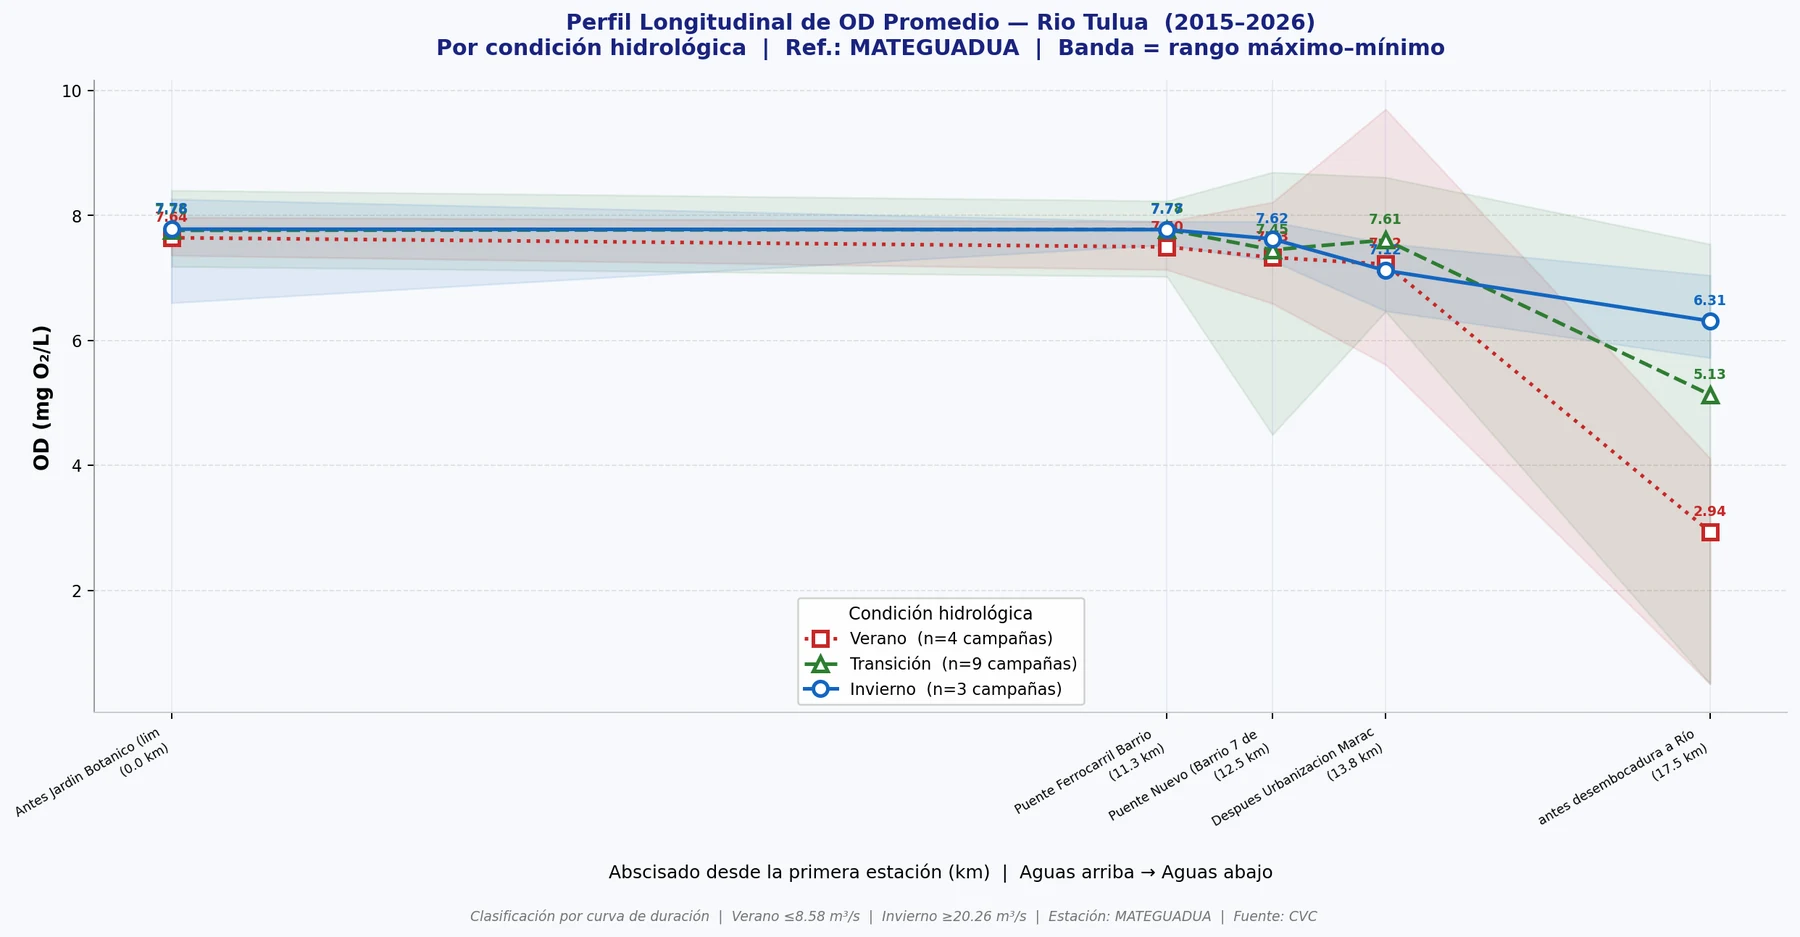 Perfil Longitudinal de OD Promedio — Rio Tulua (2015–2026)
Por condición hidrológica | Ref.: MATEGUADUA | Banda = rango máximo–mínimo
OD (mg O₂/L)
10
8
6
4
2
7.78
7.64
7.78
7.62
7.45
7.61
7.12
6.31
5.13
2.94
Condición hidrológica
Verano (n=4 campañas)
Transición (n=9 campañas)
Invierno (n=3 campañas)
Antes Jardin Botanico (lim
(0.0 km)
Puente Ferrocarril Barrio
(11.3 km)
Puente Nuevo (Barrio 7 de
(12.5 km)
Despues Urbanizacion Marac
(13.8 km)
antes desembocadura a Río
(17.5 km)
Abscisado desde la primera estación (km) | Aguas arriba → Aguas abajo
Clasificación por curva de duración | Verano ≤8.58 m³/s | Invierno ≥20.26 m³/s | Estación: MATEGUADUA | Fuente: CVC